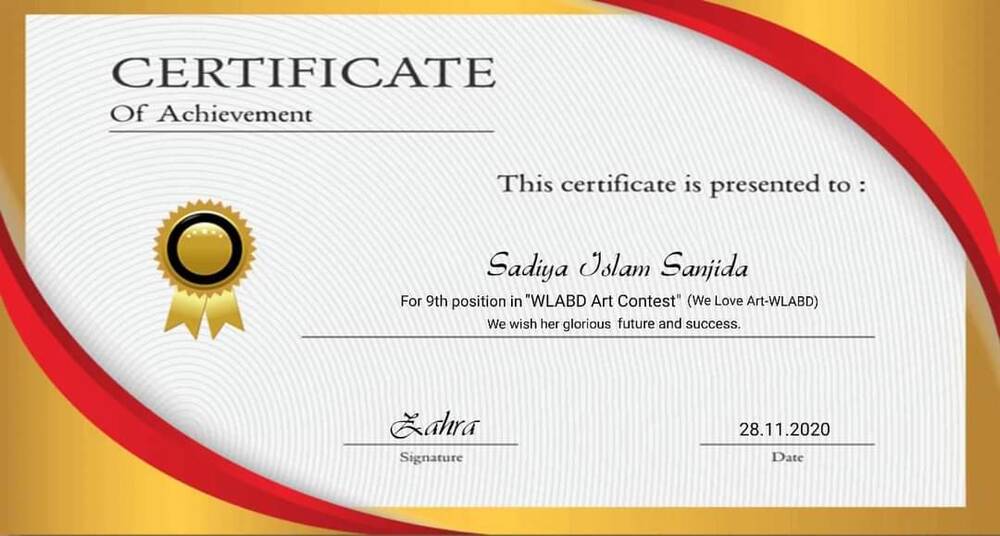 CERTIFICATE
Of Achievement
This certificate is presented to :
Sadiya Islam Sanjida
For 9th position in "WLABD Art Contest" (We Love Art-WLABD)
We wish her glorious future and success.
Zahra
28.11.2020
Signature
Date